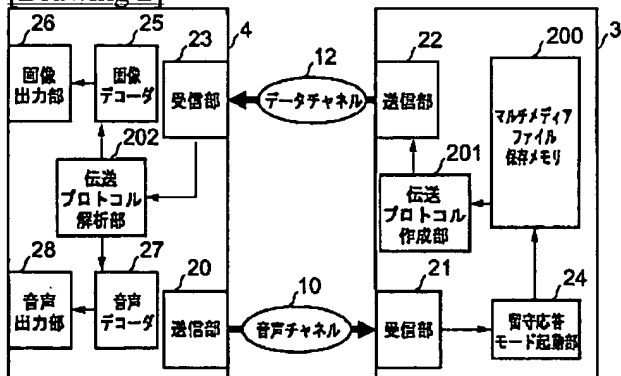 26
25
23
4
22
200
3
画像
出力部
画像
デコーダ
受信部
12
データチャネル
送信部
マルチメディア
ファイル
保存メモリ
202
201
伝送
プロトコル
解析部
伝送
プロトコル
作成部
28
27
20
10
21
24
音声
出力部
音声
デコーダ
送信部
音声チャネル
受信部
留守応答
モード起動部